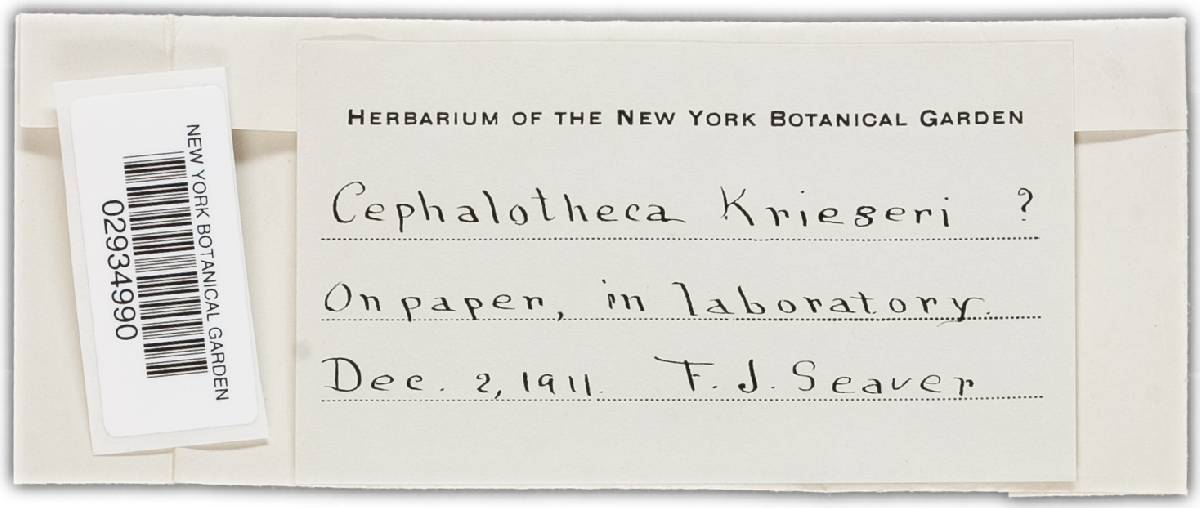 HERBARIUM OF THE NEW YORK BOTANICAL GARDEN
Cephalotheca Kriegeri ?
On paper, in laboratory.
Dec. 2, 1911. F. J. Seaver
NEW YORK BOTANICAL GARDEN
02934990